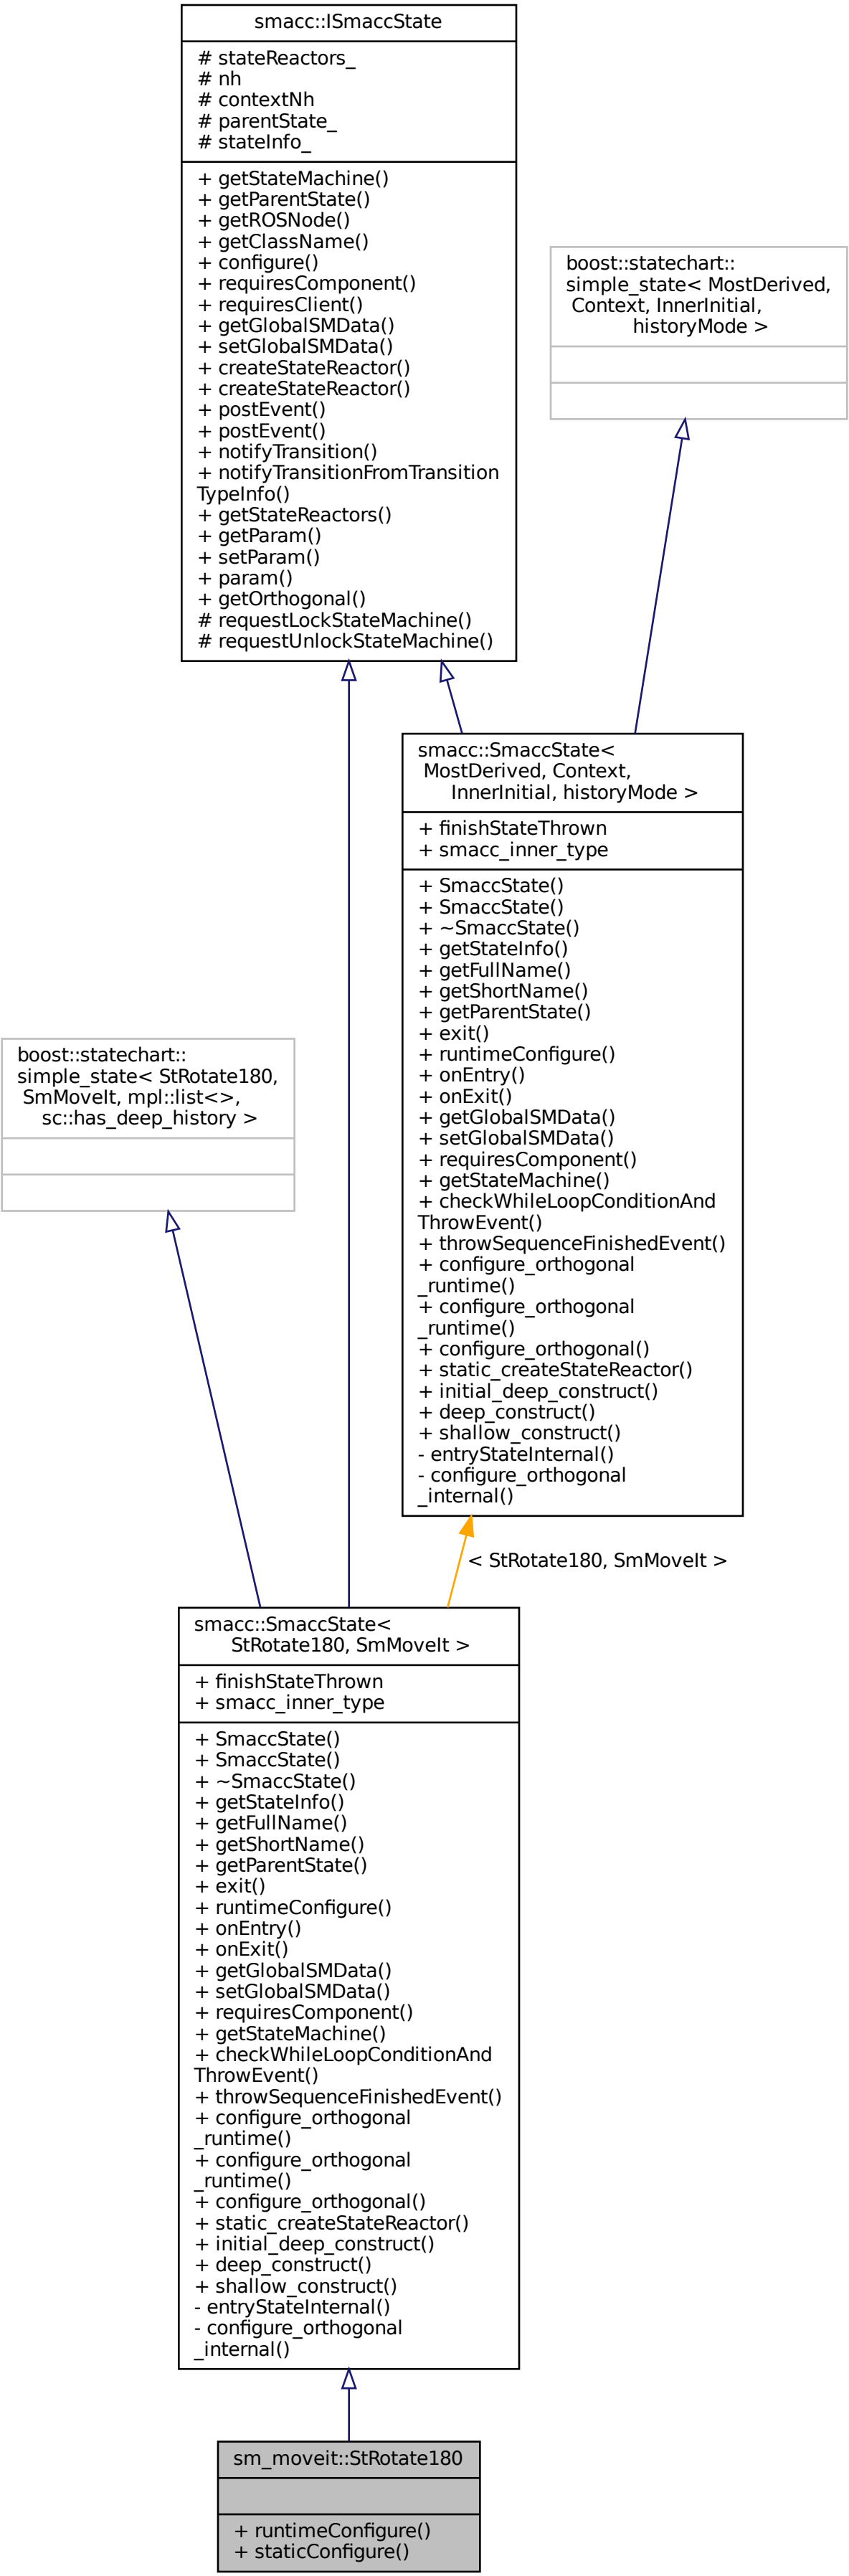 smacc::ISmaccState
# stateReactors_
# nh
# contextNh
# parentState_
# stateInfo_
+ getStateMachine()
+ getParentState()
+ getROSNode()
+ getClassName()
+ configure()
+ requiresComponent()
+ requiresClient()
+ getGlobalSMData()
+ setGlobalSMData()
+ createStateReactor()
+ createStateReactor()
+ postEvent()
+ postEvent()
+ notifyTransition()
+ notifyTransitionFromTransition
TypeInfo()
+ getStateReactors()
+ getParam()
+ setParam()
+ param()
+ getOrthogonal()
# requestLockStateMachine()
# requestUnlockStateMachine()
boost::statechart::
simple_state< MostDerived,
Context, InnerInitial,
historyMode >
smacc::SmaccState<
MostDerived, Context,
InnerInitial, historyMode >
+ finishStateThrown
+ smacc_inner_type
+ SmaccState()
+ SmaccState()
+ ~SmaccState()
+ getStateInfo()
+ getFullName()
+ getShortName()
+ getParentState()
+ exit()
+ runtimeConfigure()
+ onEntry()
+ onExit()
+ getGlobalSMData()
+ setGlobalSMData()
+ requiresComponent()
+ getStateMachine()
+ checkWhileLoopConditionAnd
ThrowEvent()
+ throwSequenceFinishedEvent()
+ configure_orthogonal
_runtime()
+ configure_orthogonal
_runtime()
+ configure_orthogonal()
+ static_createStateReactor()
+ initial_deep_construct()
+ deep_construct()
+ shallow_construct()
- entryStateInternal()
- configure_orthogonal
_internal()
boost::statechart::
simple_state< StRotate180,
SmMoveIt, mpl::list<>,
sc::has_deep_history >
< StRotate180, SmMoveIt >
smacc::SmaccState<
StRotate180, SmMoveIt >
+ finishStateThrown
+ smacc_inner_type
+ SmaccState()
+ SmaccState()
+ ~SmaccState()
+ getStateInfo()
+ getFullName()
+ getShortName()
+ getParentState()
+ exit()
+ runtimeConfigure()
+ onEntry()
+ onExit()
+ getGlobalSMData()
+ setGlobalSMData()
+ requiresComponent()
+ getStateMachine()
+ checkWhileLoopConditionAnd
ThrowEvent()
+ throwSequenceFinishedEvent()
+ configure_orthogonal
_runtime()
+ configure_orthogonal
_runtime()
+ configure_orthogonal()
+ static_createStateReactor()
+ initial_deep_construct()
+ deep_construct()
+ shallow_construct()
- entryStateInternal()
- configure_orthogonal
_internal()
sm_moveit::StRotate180
+ runtimeConfigure()
+ staticConfigure()